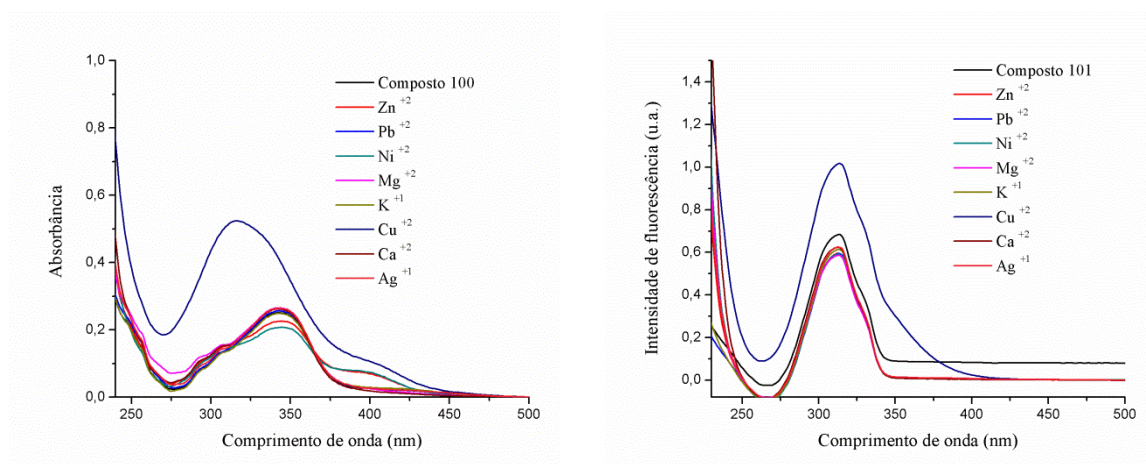 1,0
0,8
0,6
0,4
0,2
0,0
Absorbância
250 300 350 400 450 500
Comprimento de onda (nm)
Composto 100
Zn +2
Pb +2
Ni +2
Mg +2
K +1
Cu +2
Ca +2
Ag +1
1,4
1,2
1,0
0,8
0,6
0,4
0,2
0,0
Intensidade de fluorescência (u.a.)
250 300 350 400 450 500
Comprimento de onda (nm)
Composto 101
Zn +2
Pb +2
Ni +2
Mg +2
K +1
Cu +2
Ca +2
Ag +1